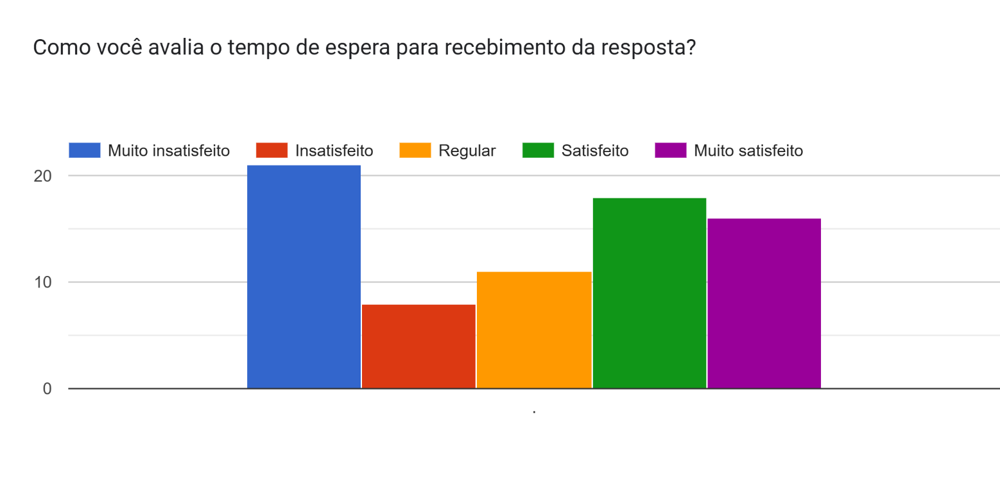 Como você avalia o tempo de espera para recebimento da resposta?
Muito insatisfeito Insatisfeito Regular Satisfeito Muito satisfeito
20
10
0
.